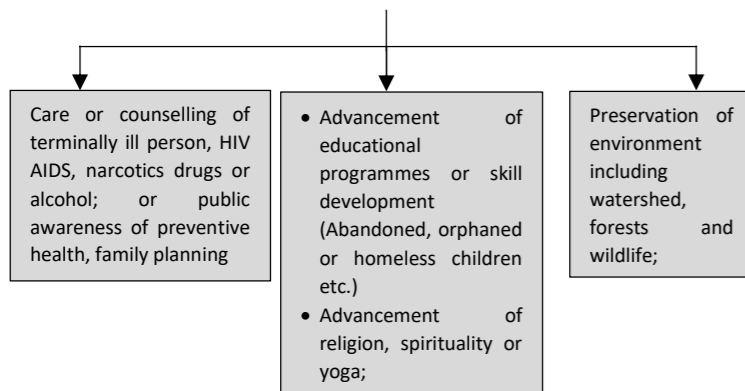 Care or counselling of
terminally ill person, HIV
AIDS, narcotics drugs or
alcohol; or public
awareness of preventive
health, family planning
• Advancement of
educational
programmes or skill
development
(Abandoned, orphaned
or homeless children
etc.)
• Advancement of
religion, spirituality or
yoga;
Preservation of
environment
including
watershed,
forests and
wildlife;